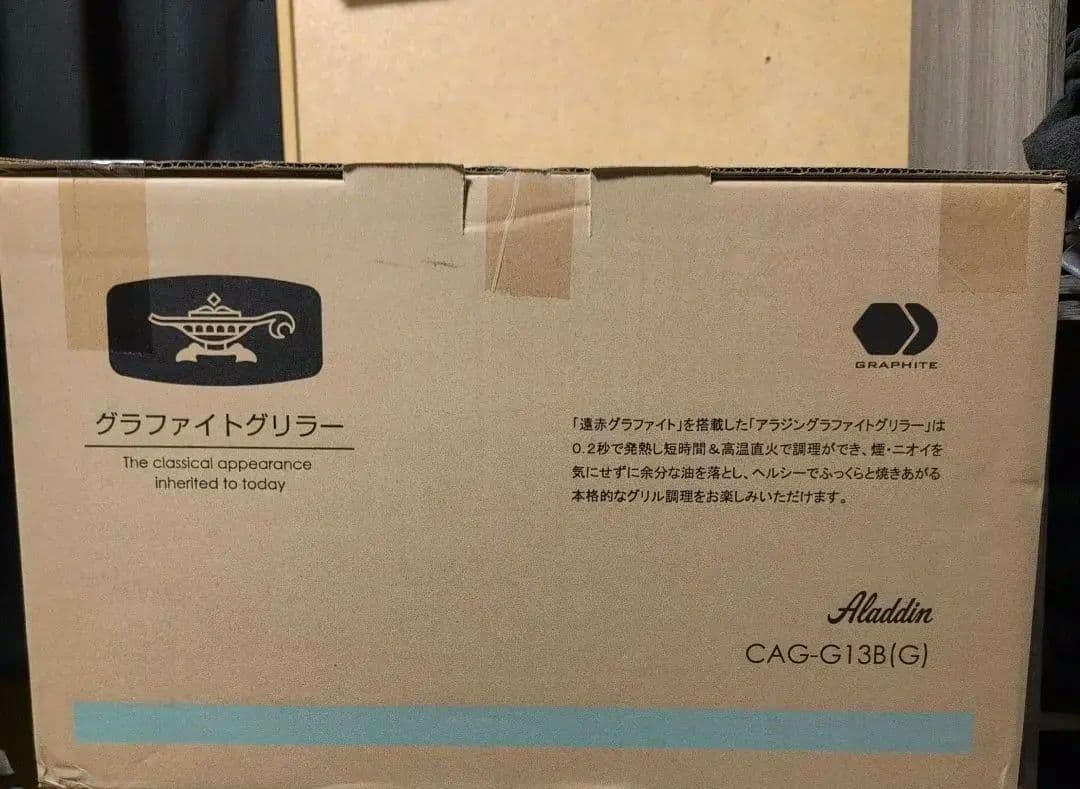 グラファイトグリラー
The classical appearance
inherited to today
GRAPHITE
「遠赤グラファイト」を搭載した「アラジングラファイトグリラー」は
0.2秒で発熱し短時間&高温直火で調理ができ、煙・ニオイを
気にせずに余分な油を落とし、ヘルシーでふっくらと焼きあがる
本格的なグリル調理をお楽しみいただけます。
Aladdin
CAG-G13B(G)